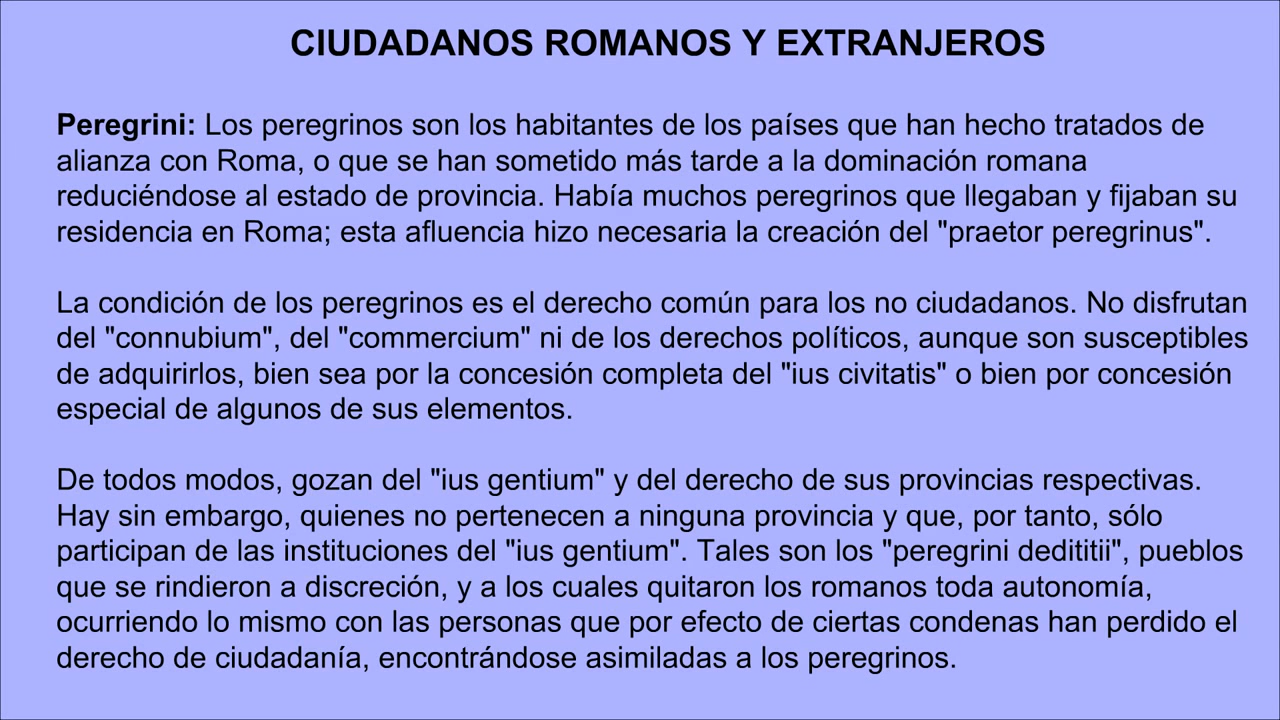 CIUDADANOS ROMANOS Y EXTRANJEROS
Peregrini: Los peregrinos son los habitantes de los países que han hecho tratados de
alianza con Roma, o que se han sometido más tarde a la dominación romana
reduciéndose al estado de provincia. Había muchos peregrinos que llegaban y fijaban su
residencia en Roma; esta afluencia hizo necesaria la creación del "praetor peregrinus".
La condición de los peregrinos es el derecho común para los no ciudadanos. No disfrutan
del "connubium", del "commercium" ni de los derechos políticos, aunque son susceptibles
de adquirirlos, bien sea por la concesión completa del "ius civitatis" o bien por concesión
especial de algunos de sus elementos.
De todos modos, gozan del "ius gentium" y del derecho de sus provincias respectivas.
Hay sin embargo, quienes no pertenecen a ninguna provincia y que, por tanto, sólo
participan de las instituciones del "ius gentium". Tales son los "peregrini dedititii", pueblos
que se rindieron a discreción, y a los cuales quitaron los romanos toda autonomía,
ocurriendo lo mismo con las personas que por efecto de ciertas condenas han perdido el
derecho de ciudadanía, encontrándose asimiladas a los peregrinos.